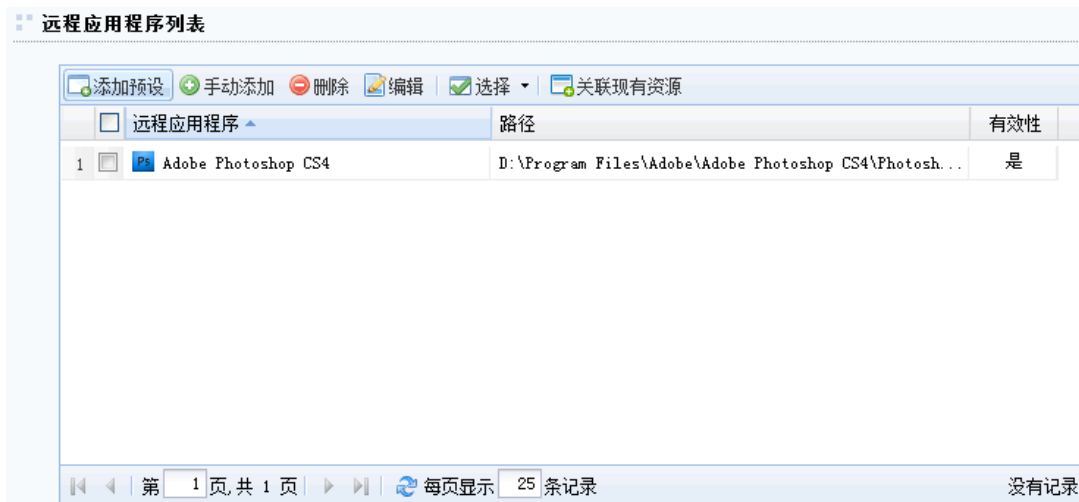 远程应用程序列表
添加预设 手动添加 删除 编辑 选择 关联现有资源
远程应用程序 路径 有效性
1 Ps Adobe Photoshop CS4 D:\Program Files\Adobe\Adobe Photoshop CS4\Photosh... 是
第 1 页,共 1 页 每页显示 25 条记录 没有记录